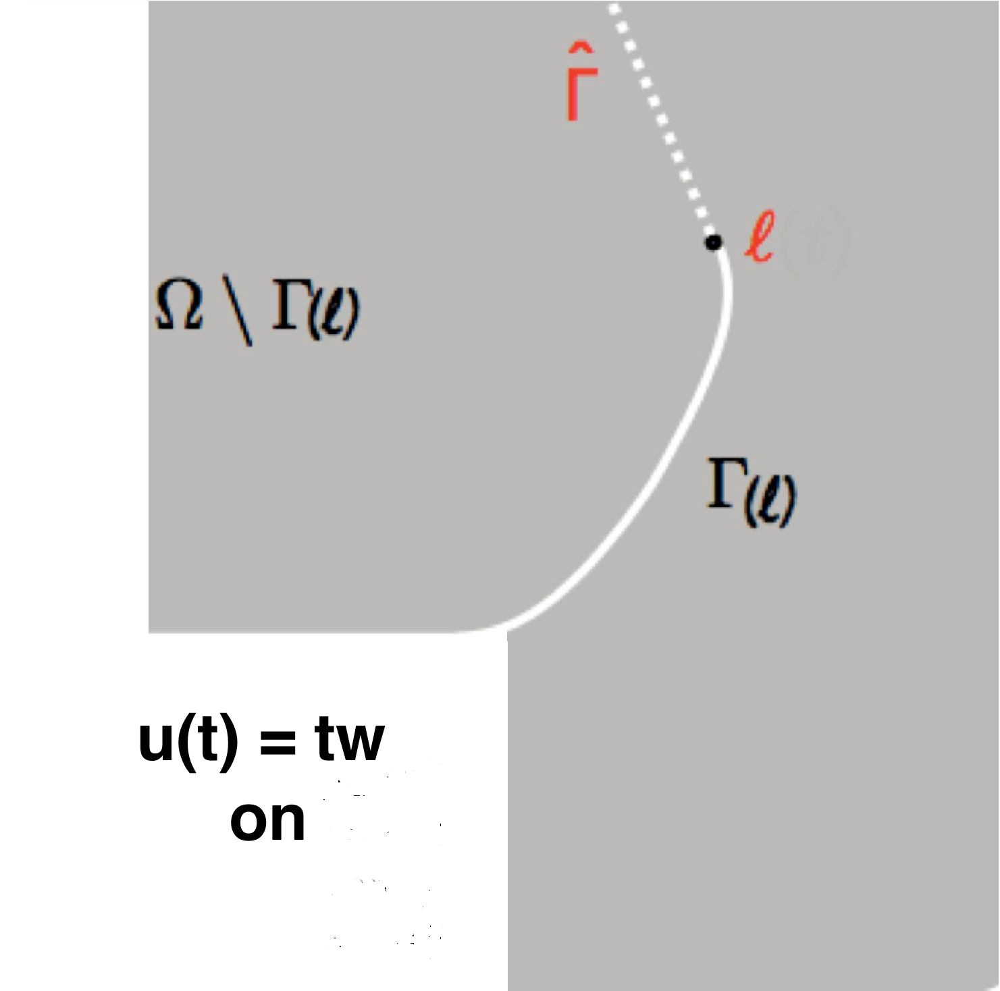 Γ̂
ℓ(t)
Ω \ Γ(ℓ)
Γ(ℓ)
u(t) = tw
on